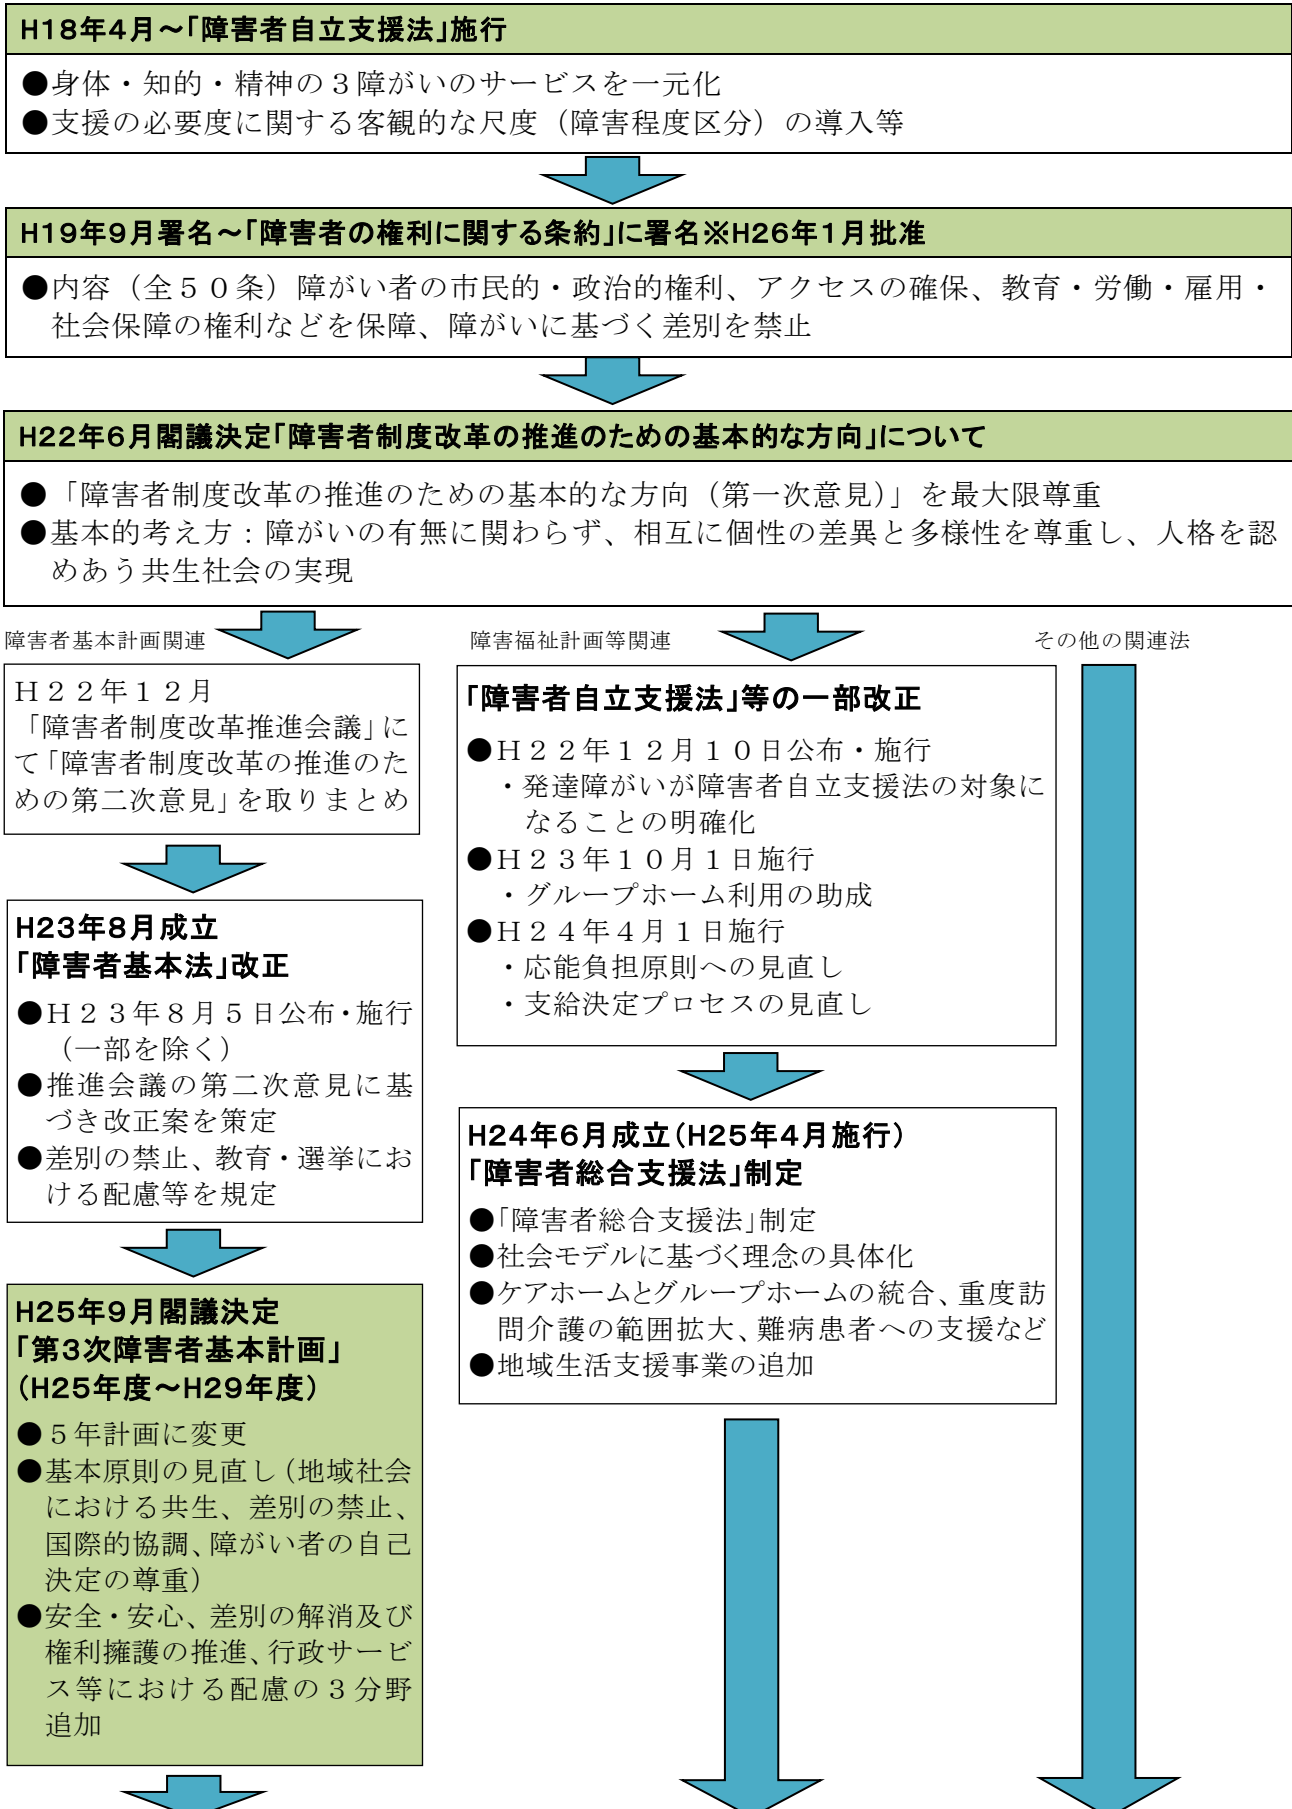 H18年4月～「障害者自立支援法」施行
●身体・知的・精神の３障がいのサービスを一元化
●支援の必要度に関する客観的な尺度（障害程度区分）の導入等
H19年9月署名～「障害者の権利に関する条約」に署名※H26年1月批准
●内容（全５０条）障がい者の市民的・政治的権利、アクセスの確保、教育・労働・雇用・
社会保障の権利などを保障、障がいに基づく差別を禁止
H22年6月閣議決定「障害者制度改革の推進のための基本的な方向」について
●「障害者制度改革の推進のための基本的な方向（第一次意見）」を最大限尊重
●基本的考え方：障がいの有無に関わらず、相互に個性の差異と多様性を尊重し、人格を認
めあう共生社会の実現
障害者基本計画関連
Ｈ２２年１２月
「障害者制度改革推進会議」に
て「障害者制度改革の推進のた
めの第二次意見」を取りまとめ
H23年8月成立
「障害者基本法」改正
●Ｈ２３年８月５日公布・施行
（一部を除く）
●推進会議の第二次意見に基
づき改正案を策定
●差別の禁止、教育・選挙にお
ける配慮等を規定
H25年9月閣議決定
「第3次障害者基本計画」
（H25年度～H29年度）
●５年計画に変更
●基本原則の見直し（地域社会
における共生、差別の禁止、
国際的協調、障がい者の自己
決定の尊重）
●安全・安心、差別の解消及び
権利擁護の推進、行政サービ
ス等における配慮の３分野
追加
障害福祉計画等関連
「障害者自立支援法」等の一部改正
●Ｈ２２年１２月１０日公布・施行
・発達障がいが障害者自立支援法の対象に
なることの明確化
●Ｈ２３年１０月１日施行
・グループホーム利用の助成
●Ｈ２４年４月１日施行
・応能負担原則への見直し
・支給決定プロセスの見直し
H24年6月成立（H25年4月施行）
「障害者総合支援法」制定
●「障害者総合支援法」制定
●社会モデルに基づく理念の具体化
●ケアホームとグループホームの統合、重度訪
問介護の範囲拡大、難病患者への支援など
●地域生活支援事業の追加
その他の関連法